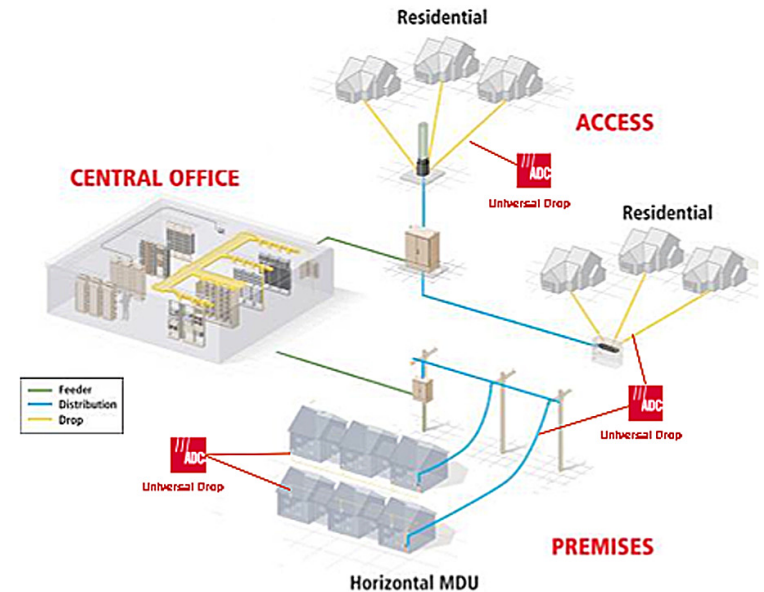 Residential
ACCESS
CENTRAL OFFICE
ADC
Universal Drop
Residential
Feeder
Distribution
Drop
ADC
Universal Drop
ADC
Universal Drop
PREMISES
Horizontal MDU